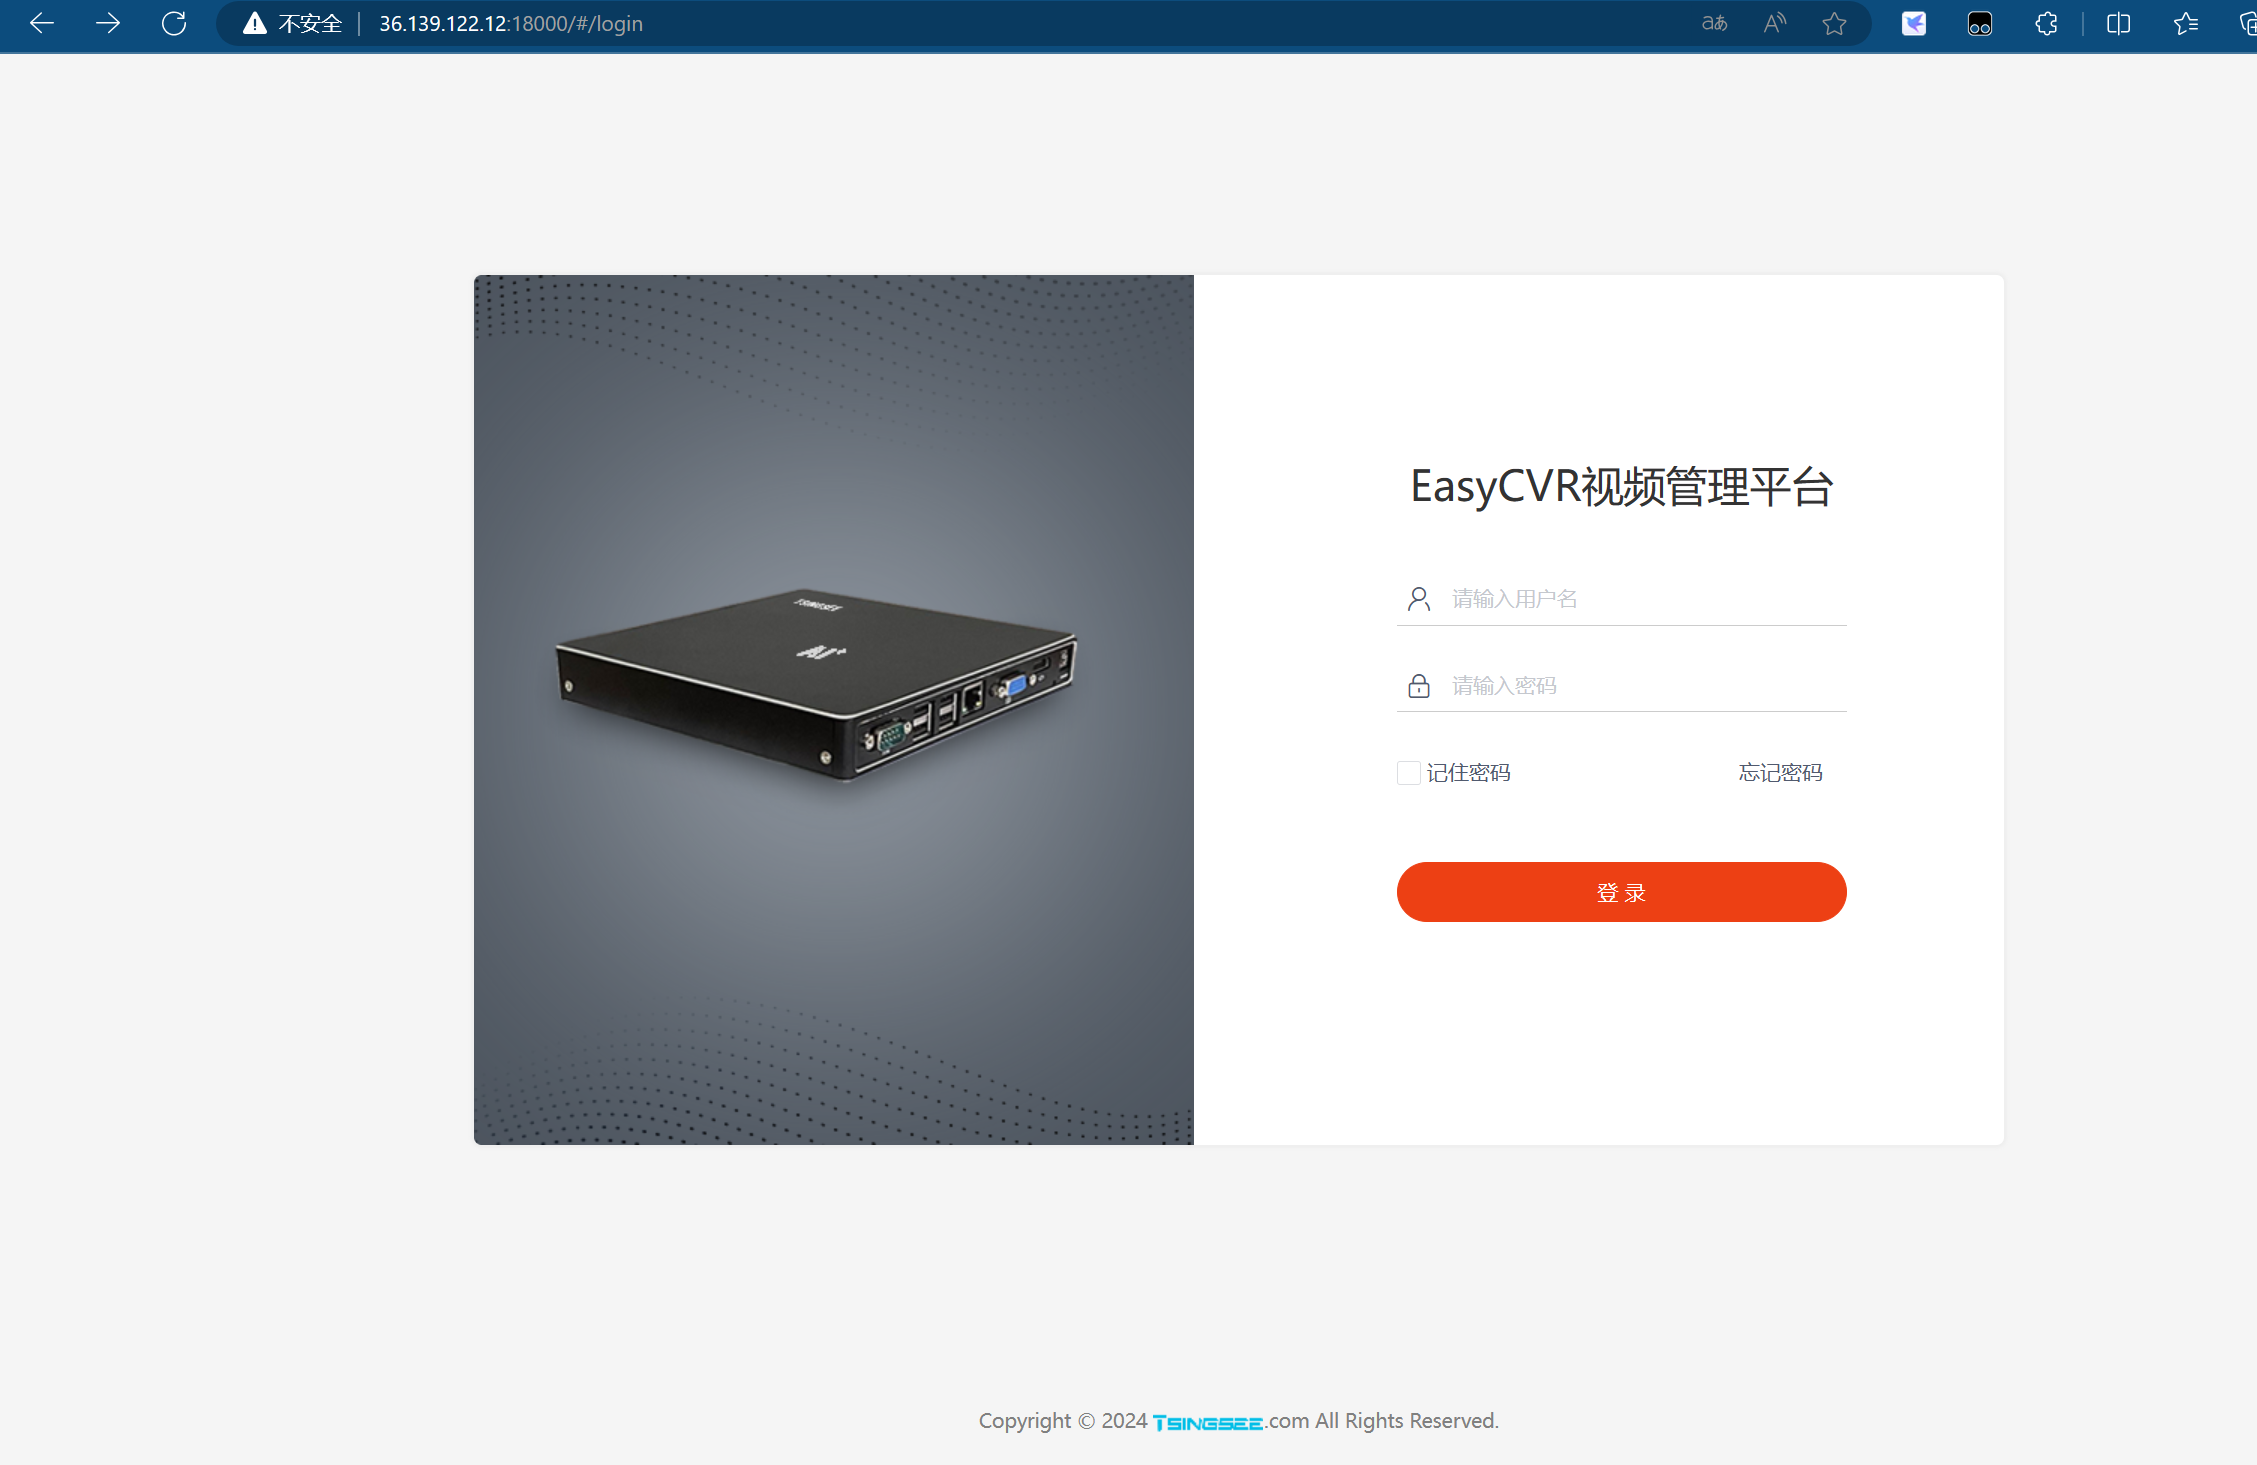 不安全
36.139.122.12:18000/#/login
EasyCVR视频管理平台
TSINGSEE
AI+
请输入用户名
请输入密码
记住密码
忘记密码
登 录
Copyright © 2024 TSINGSEE.com All Rights Reserved.